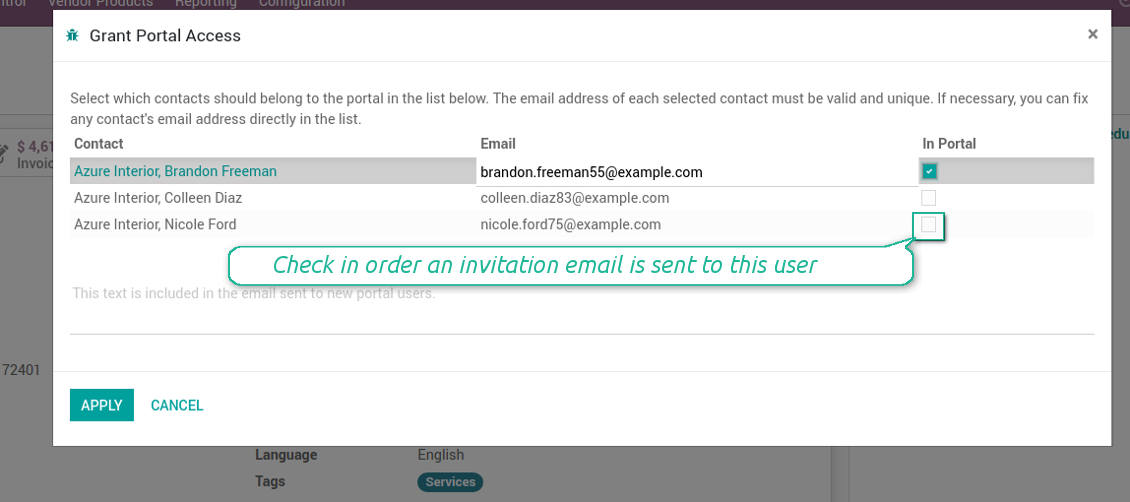 Vendor Products Reporting Configuration
Grant Portal Access ×
Select which contacts should belong to the portal in the list below. The email address of each selected contact must be valid and unique. If necessary, you can fix
any contact's email address directly in the list.
$ 4,61
Invoic
Contact Email In Portal
Azure Interior, Brandon Freeman brandon.freeman55@example.com
Azure Interior, Colleen Diaz colleen.diaz83@example.com
Azure Interior, Nicole Ford nicole.ford75@example.com
Check in order an invitation email is sent to this user
This text is included in the email sent to new portal users.
72401
APPLY CANCEL
Language English
Tags Services